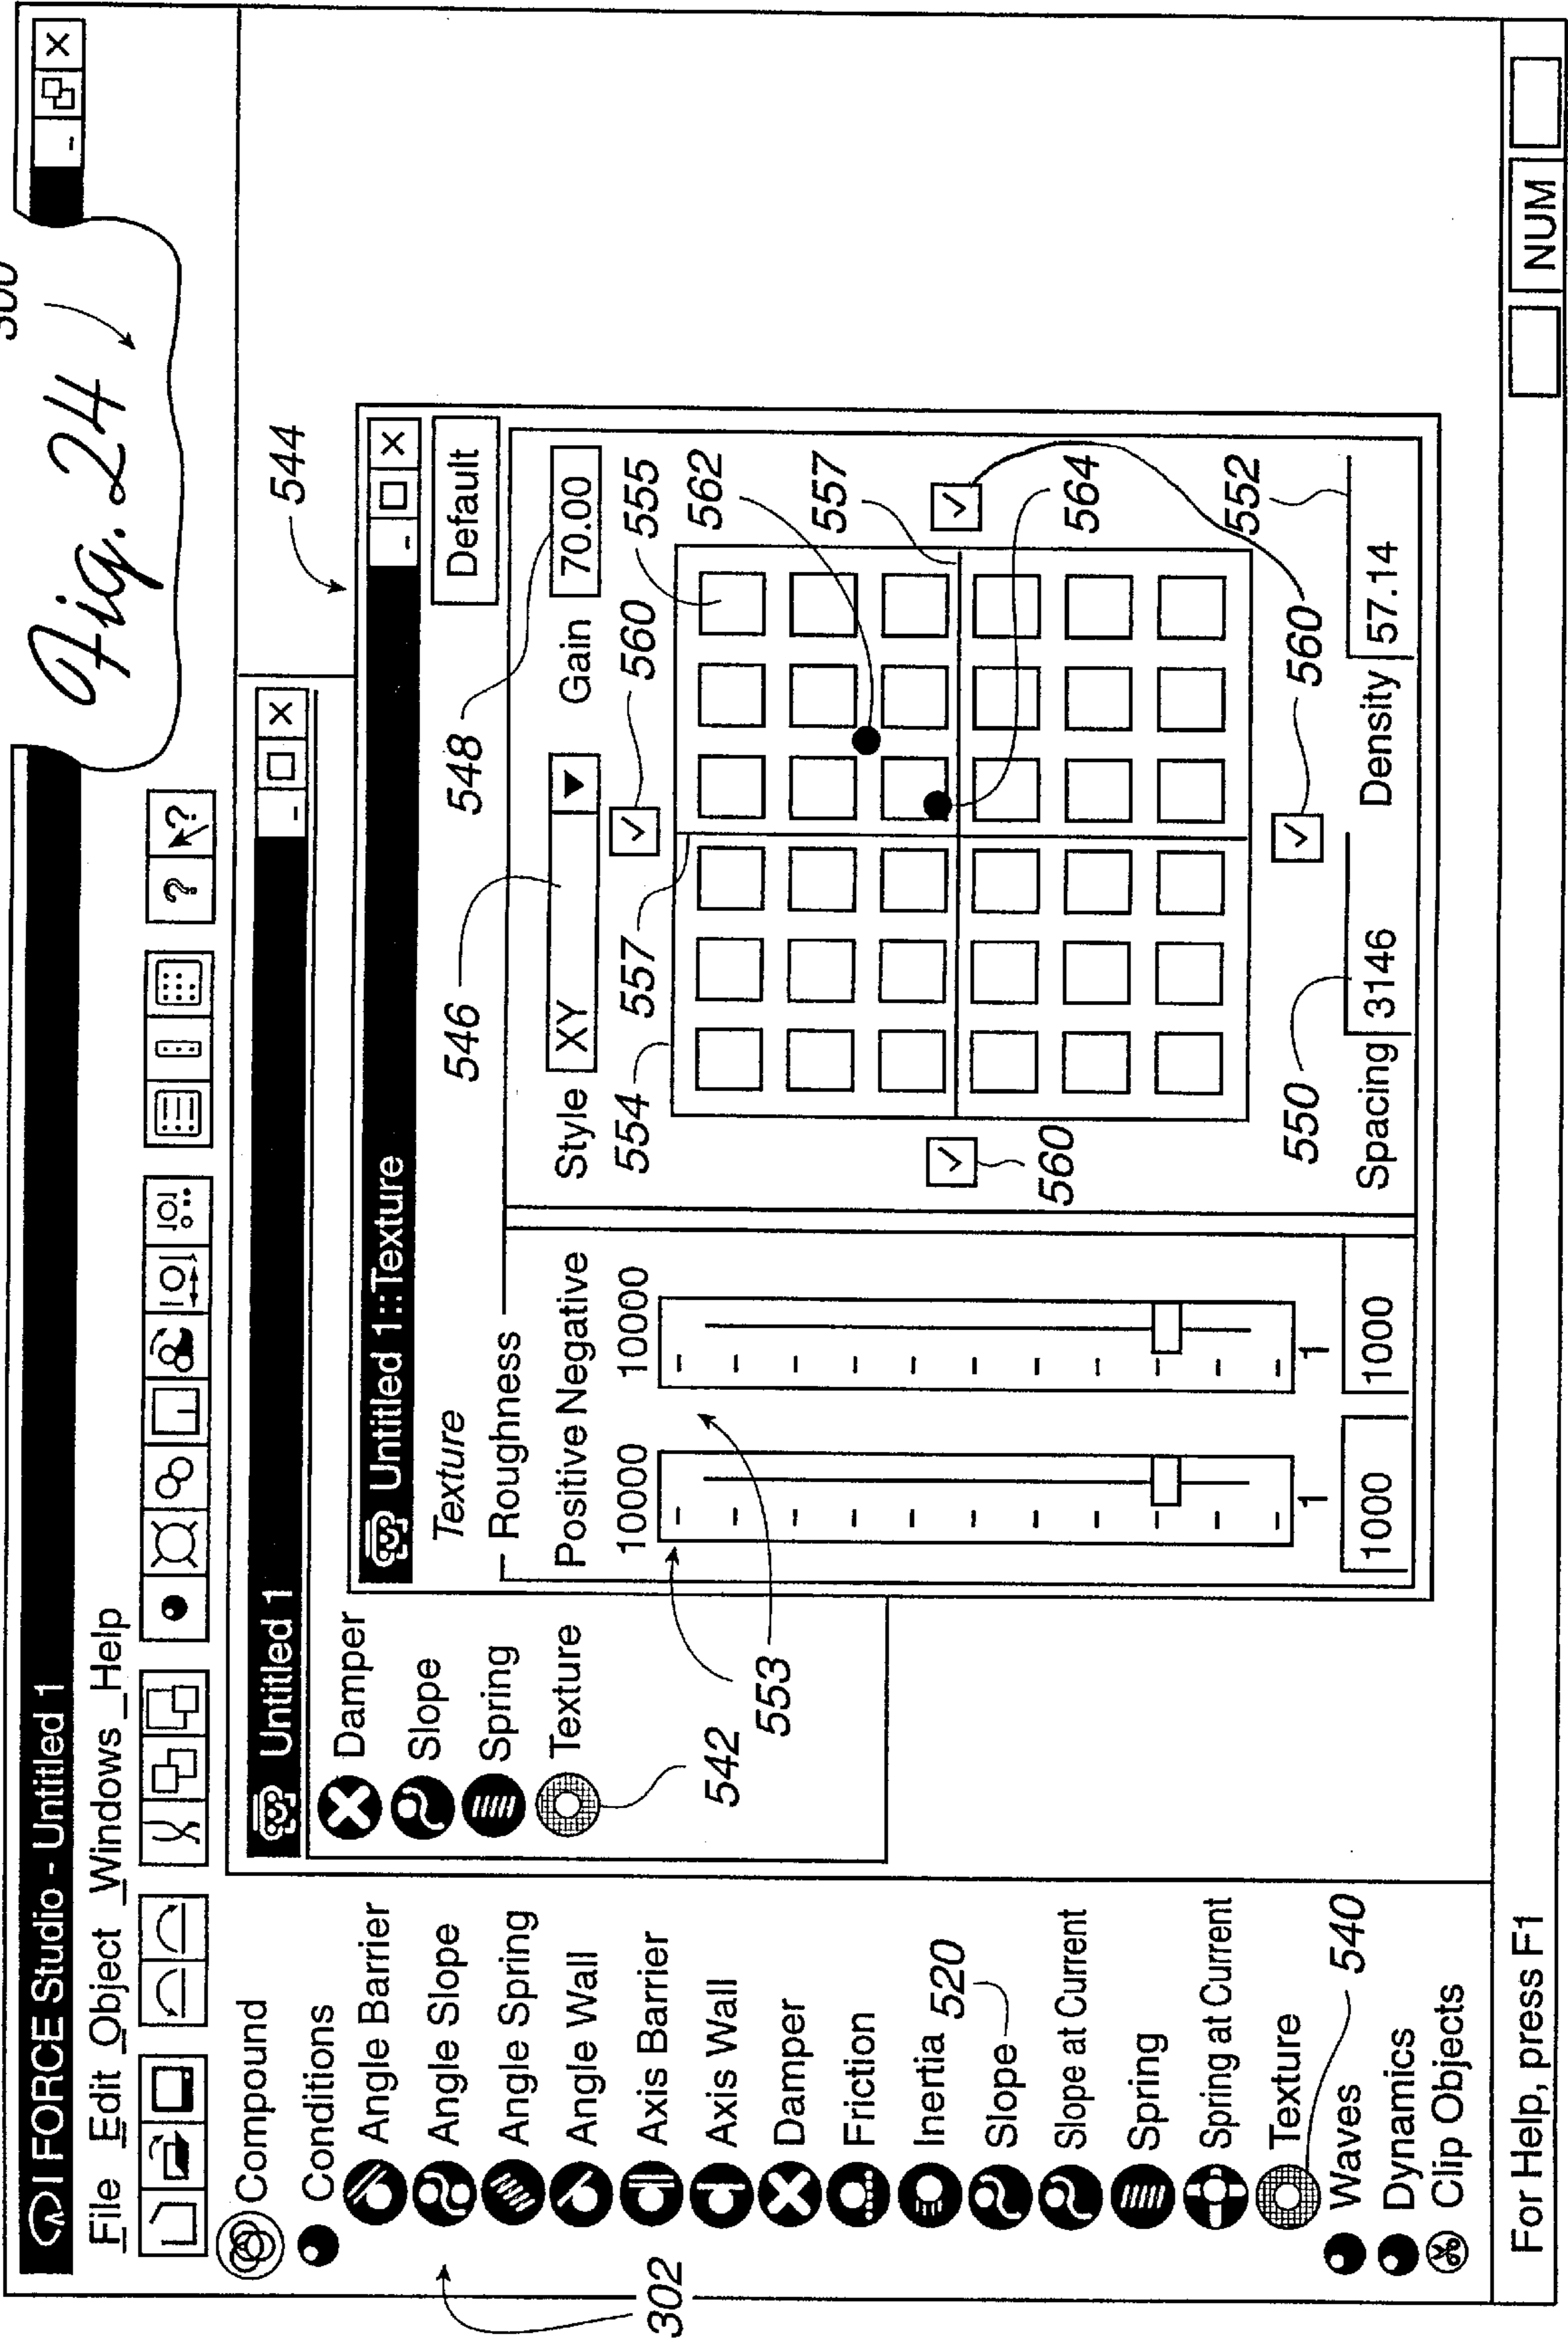 Fig. 24
I FORCE Studio - Untitled 1
File Edit Object Windows Help
? ?
Compound
Conditions
Angle Barrier
Angle Slope
Angle Spring
Angle Wall
Axis Barrier
Axis Wall
Damper
Friction
Inertia
520
Slope
Slope at Current
Spring
Spring at Current
Texture
540
Waves
Dynamics
Clip Objects
302
Untitled 1
Damper
Slope
Spring
Texture
542
544
Untitled 1::Texture
Texture
Default
Roughness
Positive Negative
10000 10000
1 1
1000 1000
553
546
548
Style XY Gain 70.00
554
557
560
555
562
557
560
564
560
560
550
552
Spacing 3146 Density 57.14
For Help, press F1
NUM